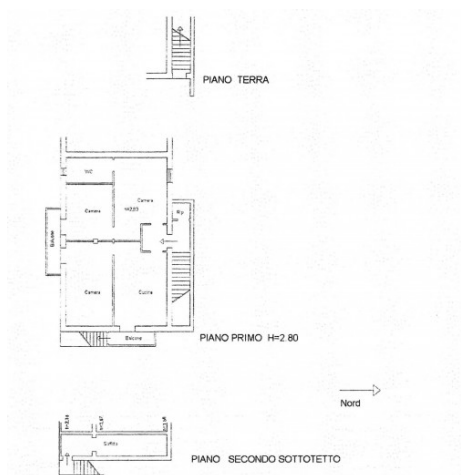 PIANO TERRA
WC
Camera
H=2.80
Camera
Rip
Balcone
Camera
Cucina
Balcone
PIANO PRIMO H=2.80
Nord
Soffitta
PIANO SECONDO SOTTOTETTO